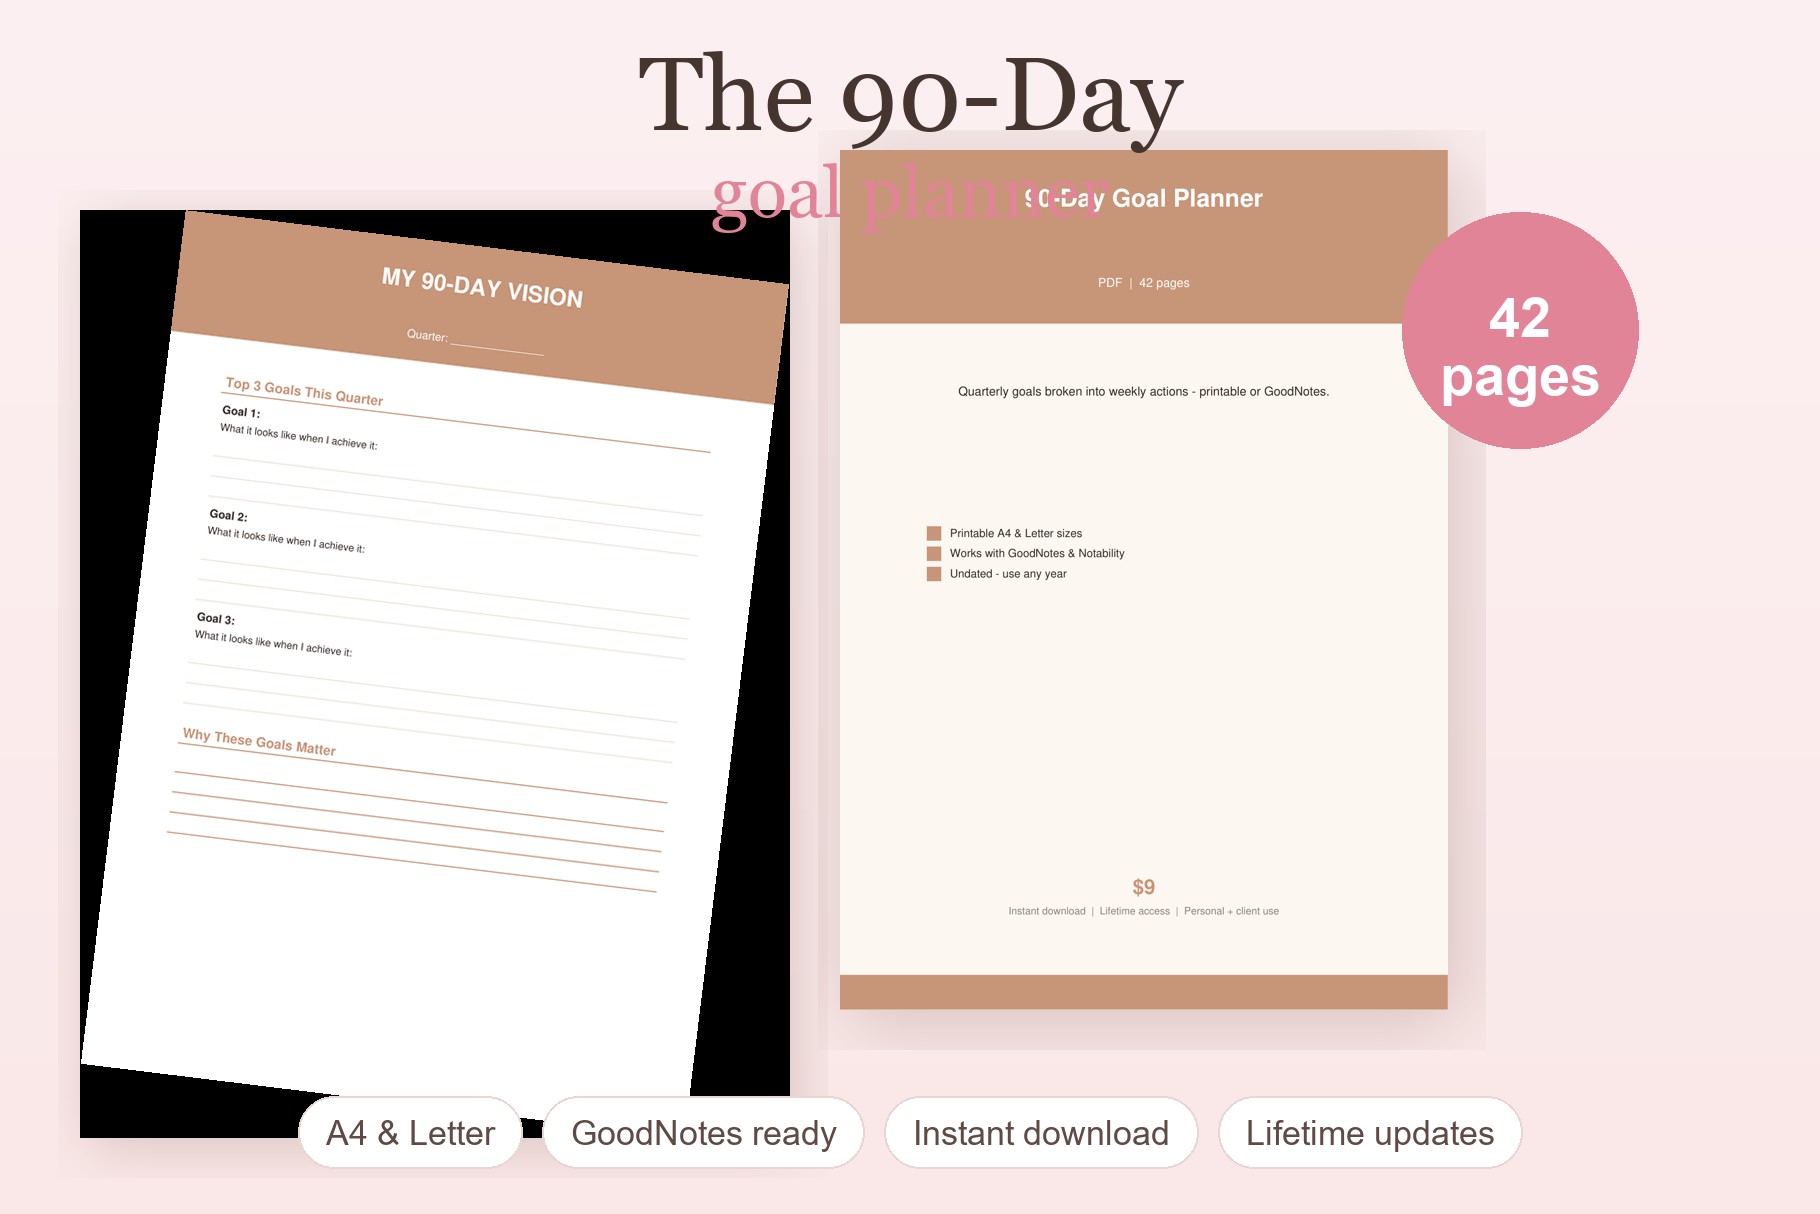 The 90-Day
goal planner
MY 90-DAY VISION
Quarter:
Top 3 Goals This Quarter
Goal 1:
What it looks like when I achieve it:
Goal 2:
What it looks like when I achieve it:
Goal 3:
What it looks like when I achieve it:
Why These Goals Matter
90-Day Goal Planner
PDF | 42 pages
Quarterly goals broken into weekly actions - printable or GoodNotes.
Printable A4 & Letter sizes
Works with GoodNotes & Notability
Undated - use any year
$9
Instant download | Lifetime access | Personal + client use
42
pages
A4 & Letter
GoodNotes ready
Instant download
Lifetime updates